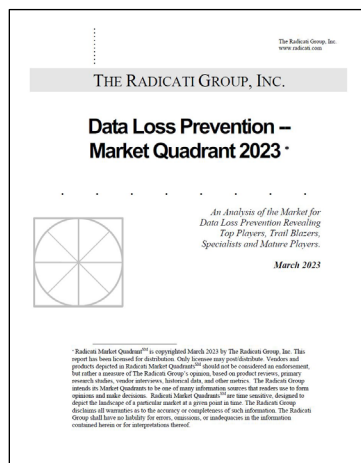 The Radicati Group, Inc.
www.radicati.com
THE RADICATI GROUP, INC.
Data Loss Prevention –
Market Quadrant 2023 *
An Analysis of the Market for
Data Loss Prevention Revealing
Top Players, Trail Blazers,
Specialists and Mature Players.
March 2023
* Radicati Market Quadrant℠ is copyrighted March 2023 by The Radicati Group, Inc. This
report has been licensed for distribution. Only licensee may post/distribute. Vendors and
products depicted in Radicati Market Quadrants℠ should not be considered an endorsement,
but rather a measure of The Radicati Group's opinion, based on product reviews, primary
research studies, vendor interviews, historical data, and other metrics. The Radicati Group
intends its Market Quadrants to be one of many information sources that readers use to form
opinions and make decisions. Radicati Market Quadrants℠ are time sensitive, designed to
depict the landscape of a particular market at a given point in time. The Radicati Group
disclaims all warranties as to the accuracy or completeness of such information. The Radicati
Group shall have no liability for errors, omissions, or inadequacies in the information
contained herein or for interpretations thereof.